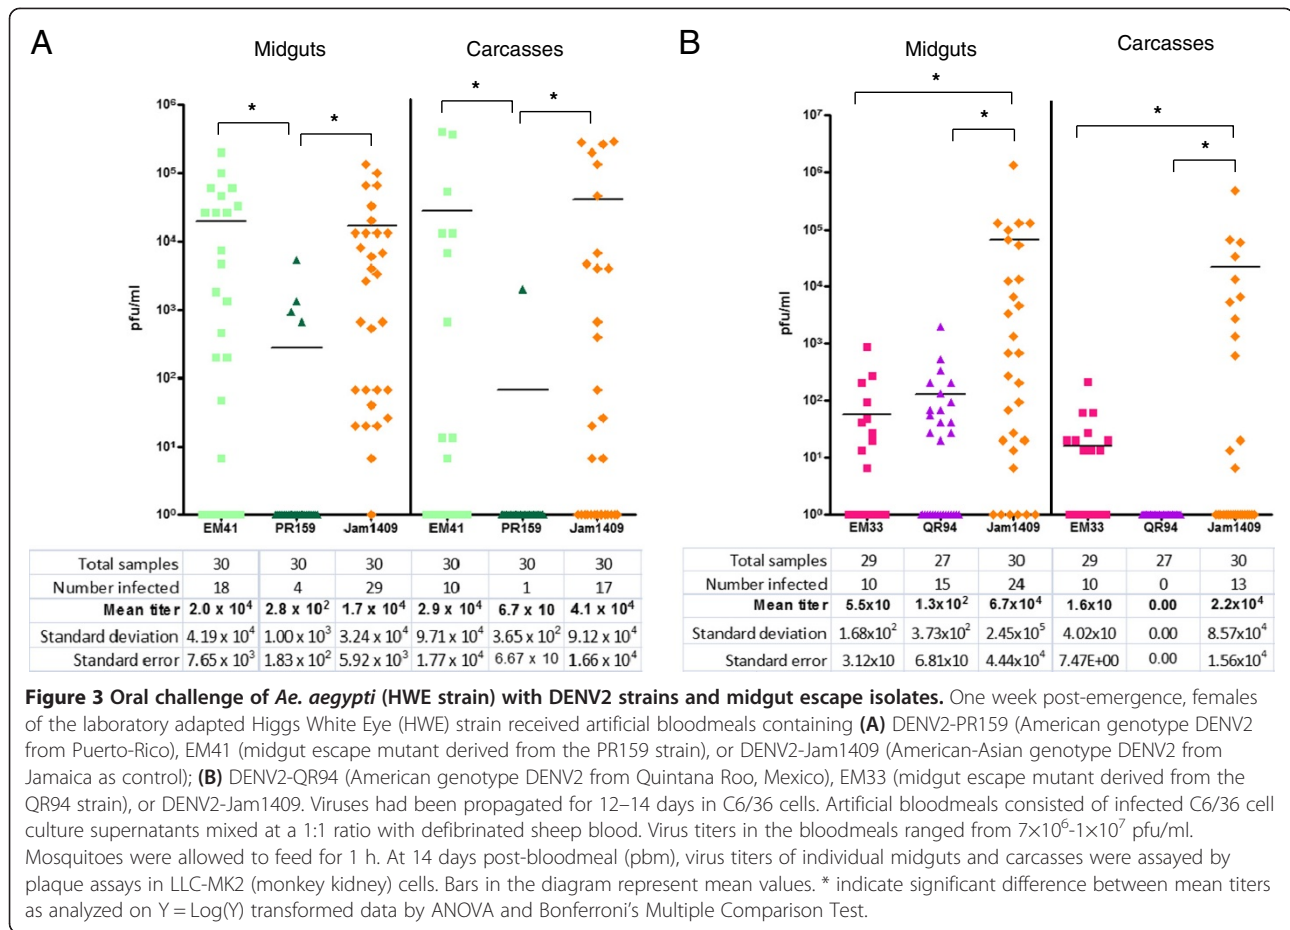 A
Midguts
Carcasses
*
*
*
*
pfu/ml
10⁶
10⁵
10⁴
10³
10²
10¹
10⁰
EM41 PR159 Jam1409 EM41 PR159 Jam1409
Total samples 30 30 30 30 30 30
Number infected 18 4 29 10 1 17
Mean titer 2.0 x 10⁴ 2.8 x 10² 1.7 x 10⁴ 2.9 x 10⁴ 6.7 x 10 4.1 x 10⁴
Standard deviation 4.19 x 10⁴ 1.00 x 10³ 3.24 x 10⁴ 9.71 x 10⁴ 3.65 x 10² 9.12 x 10⁴
Standard error 7.65 x 10³ 1.83 x 10² 5.92 x 10³ 1.77 x 10⁴ 6.67 x 10 1.66 x 10⁴
B
Midguts
Carcasses
*
*
*
*
pfu/ml
10⁷
10⁶
10⁵
10⁴
10³
10²
10¹
10⁰
EM33 QR94 Jam1409 EM33 QR94 Jam1409
Total samples 29 27 30 29 27 30
Number infected 10 15 24 10 0 13
Mean titer 5.5x10 1.3x10² 6.7x10⁴ 1.6x10 0.00 2.2x10⁴
Standard deviation 1.68x10² 3.73x10² 2.45x10⁵ 4.02x10 0.00 8.57x10⁴
Standard error 3.12x10 6.81x10 4.44x10⁴ 7.47E+00 0.00 1.56x10⁴
Figure 3 Oral challenge of Ae. aegypti (HWE strain) with DENV2 strains and midgut escape isolates. One week post-emergence, females
of the laboratory adapted Higgs White Eye (HWE) strain received artificial bloodmeals containing (A) DENV2-PR159 (American genotype DENV2
from Puerto-Rico), EM41 (midgut escape mutant derived from the PR159 strain), or DENV2-Jam1409 (American-Asian genotype DENV2 from
Jamaica as control); (B) DENV2-QR94 (American genotype DENV2 from Quintana Roo, Mexico), EM33 (midgut escape mutant derived from the
QR94 strain), or DENV2-Jam1409. Viruses had been propagated for 12–14 days in C6/36 cells. Artificial bloodmeals consisted of infected C6/36 cell
culture supernatants mixed at a 1:1 ratio with defibrinated sheep blood. Virus titers in the bloodmeals ranged from 7×10⁶-1×10⁷ pfu/ml.
Mosquitoes were allowed to feed for 1 h. At 14 days post-bloodmeal (pbm), virus titers of individual midguts and carcasses were assayed by
plaque assays in LLC-MK2 (monkey kidney) cells. Bars in the diagram represent mean values. * indicate significant difference between mean titers
as analyzed on Y = Log(Y) transformed data by ANOVA and Bonferroni's Multiple Comparison Test.